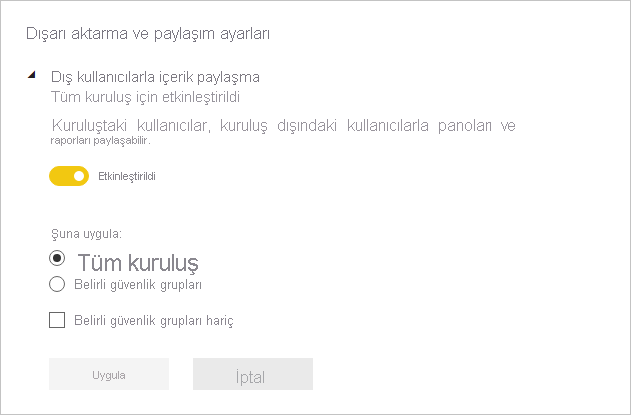 Dışarı aktarma ve paylaşım ayarları
Dış kullanıcılarla içerik paylaşma
Tüm kuruluş için etkinleştirildi
Kuruluştaki kullanıcılar, kuruluş dışındaki kullanıcılarla panoları ve
raporları paylaşabilir.
Etkinleştirildi
Şuna uygula:
Tüm kuruluş
Belirli güvenlik grupları
Belirli güvenlik grupları hariç
Uygula
İptal